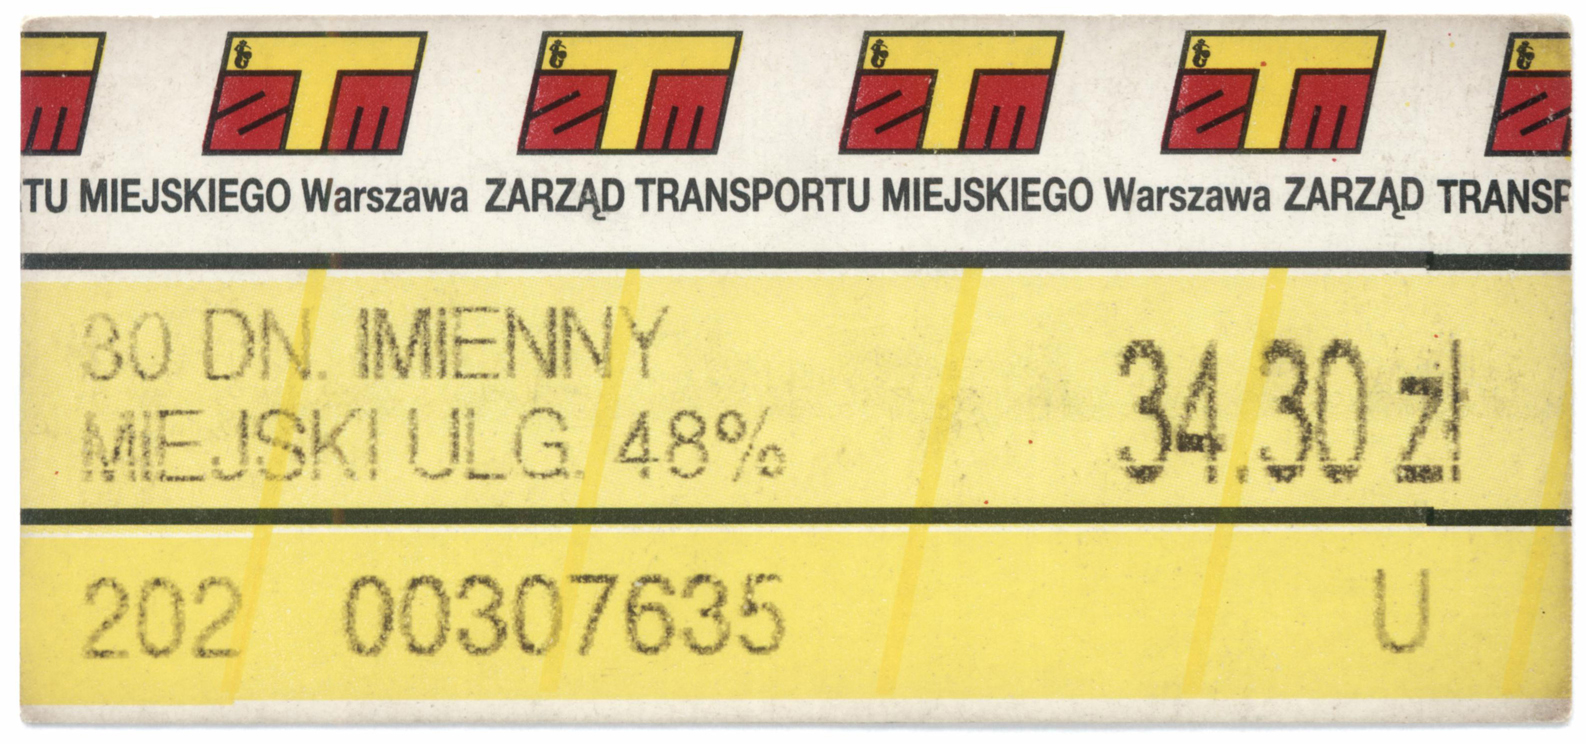 ZTM ZTM ZTM ZTM
TU MIEJSKIEGO Warszawa ZARZĄD TRANSPORTU MIEJSKIEGO Warszawa ZARZĄD TRANSP
30 DN. IMIENNY
MIEJSKI ULG. 48%
34.30 zł
202 00307635 U